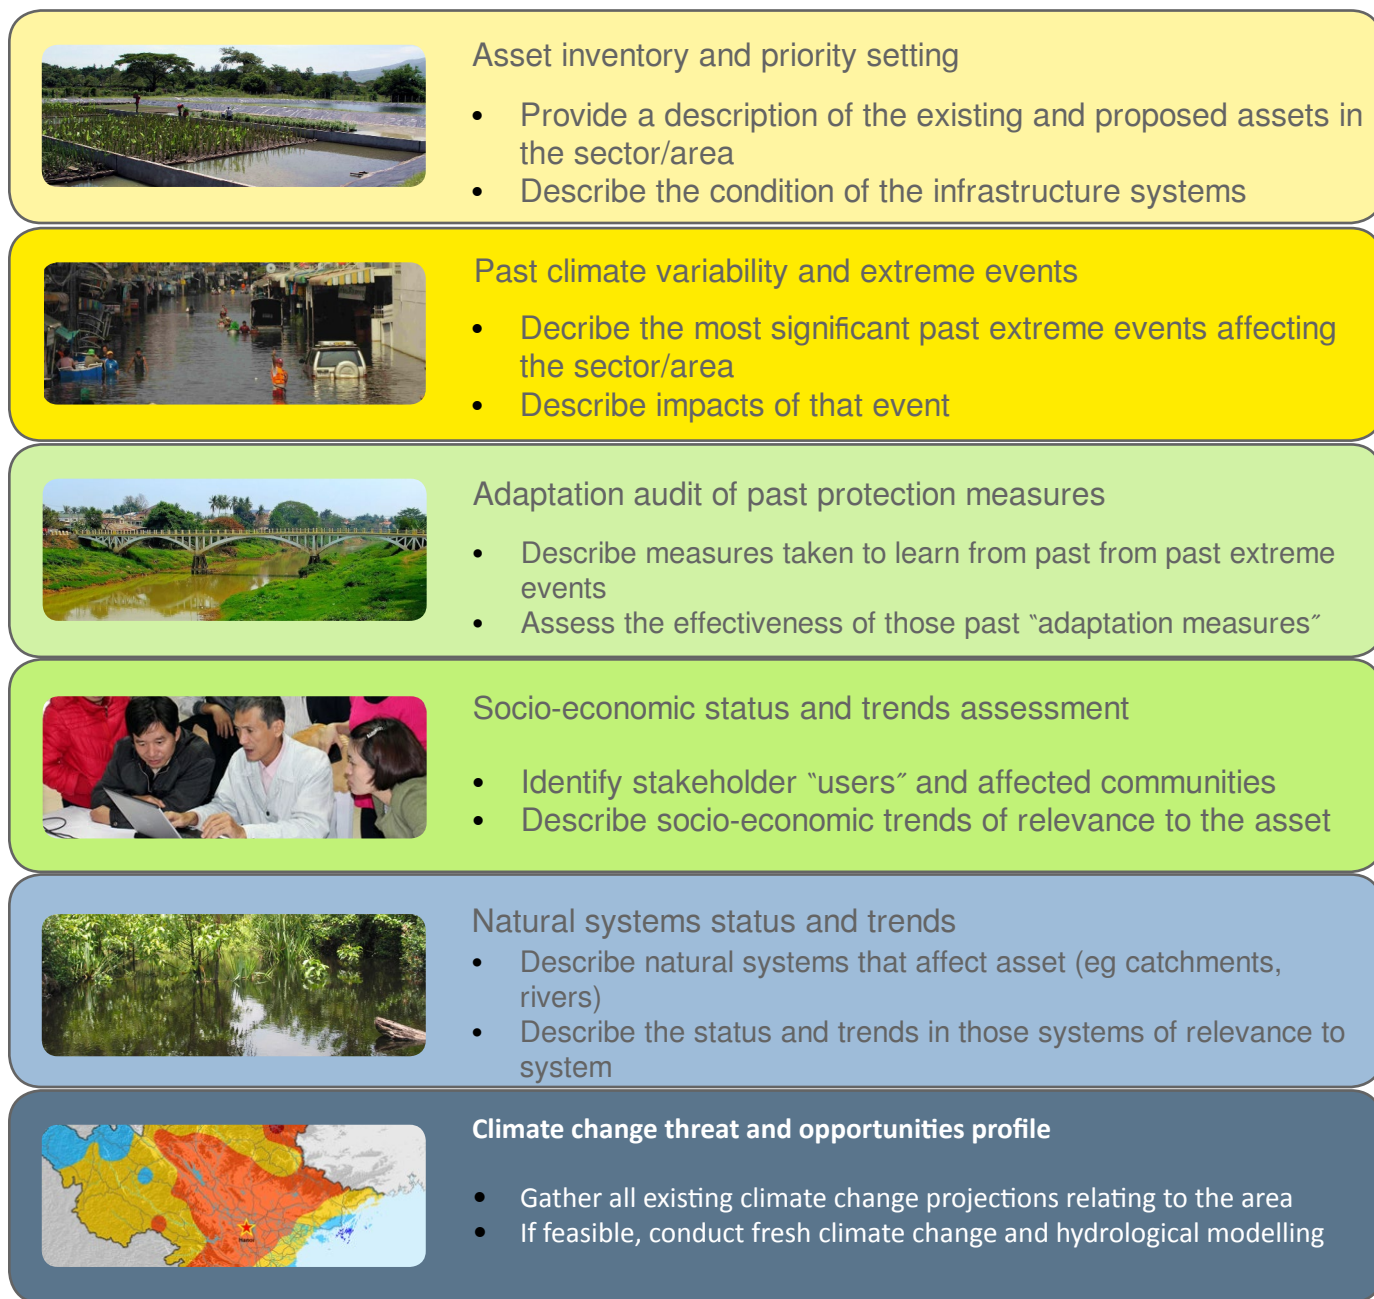 Asset inventory and priority setting
• Provide a description of the existing and proposed assets in
the sector/area
• Describe the condition of the infrastructure systems
Past climate variability and extreme events
• Decribe the most significant past extreme events affecting
the sector/area
• Describe impacts of that event
Adaptation audit of past protection measures
• Describe measures taken to learn from past from past extreme
events
• Assess the effectiveness of those past “adaptation measures”
Socio-economic status and trends assessment
• Identify stakeholder “users” and affected communities
• Describe socio-economic trends of relevance to the asset
Natural systems status and trends
• Describe natural systems that affect asset (eg catchments,
rivers)
• Describe the status and trends in those systems of relevance to
system
Climate change threat and opportunities profile
• Gather all existing climate change projections relating to the area
• If feasible, conduct fresh climate change and hydrological modelling
Hanoi